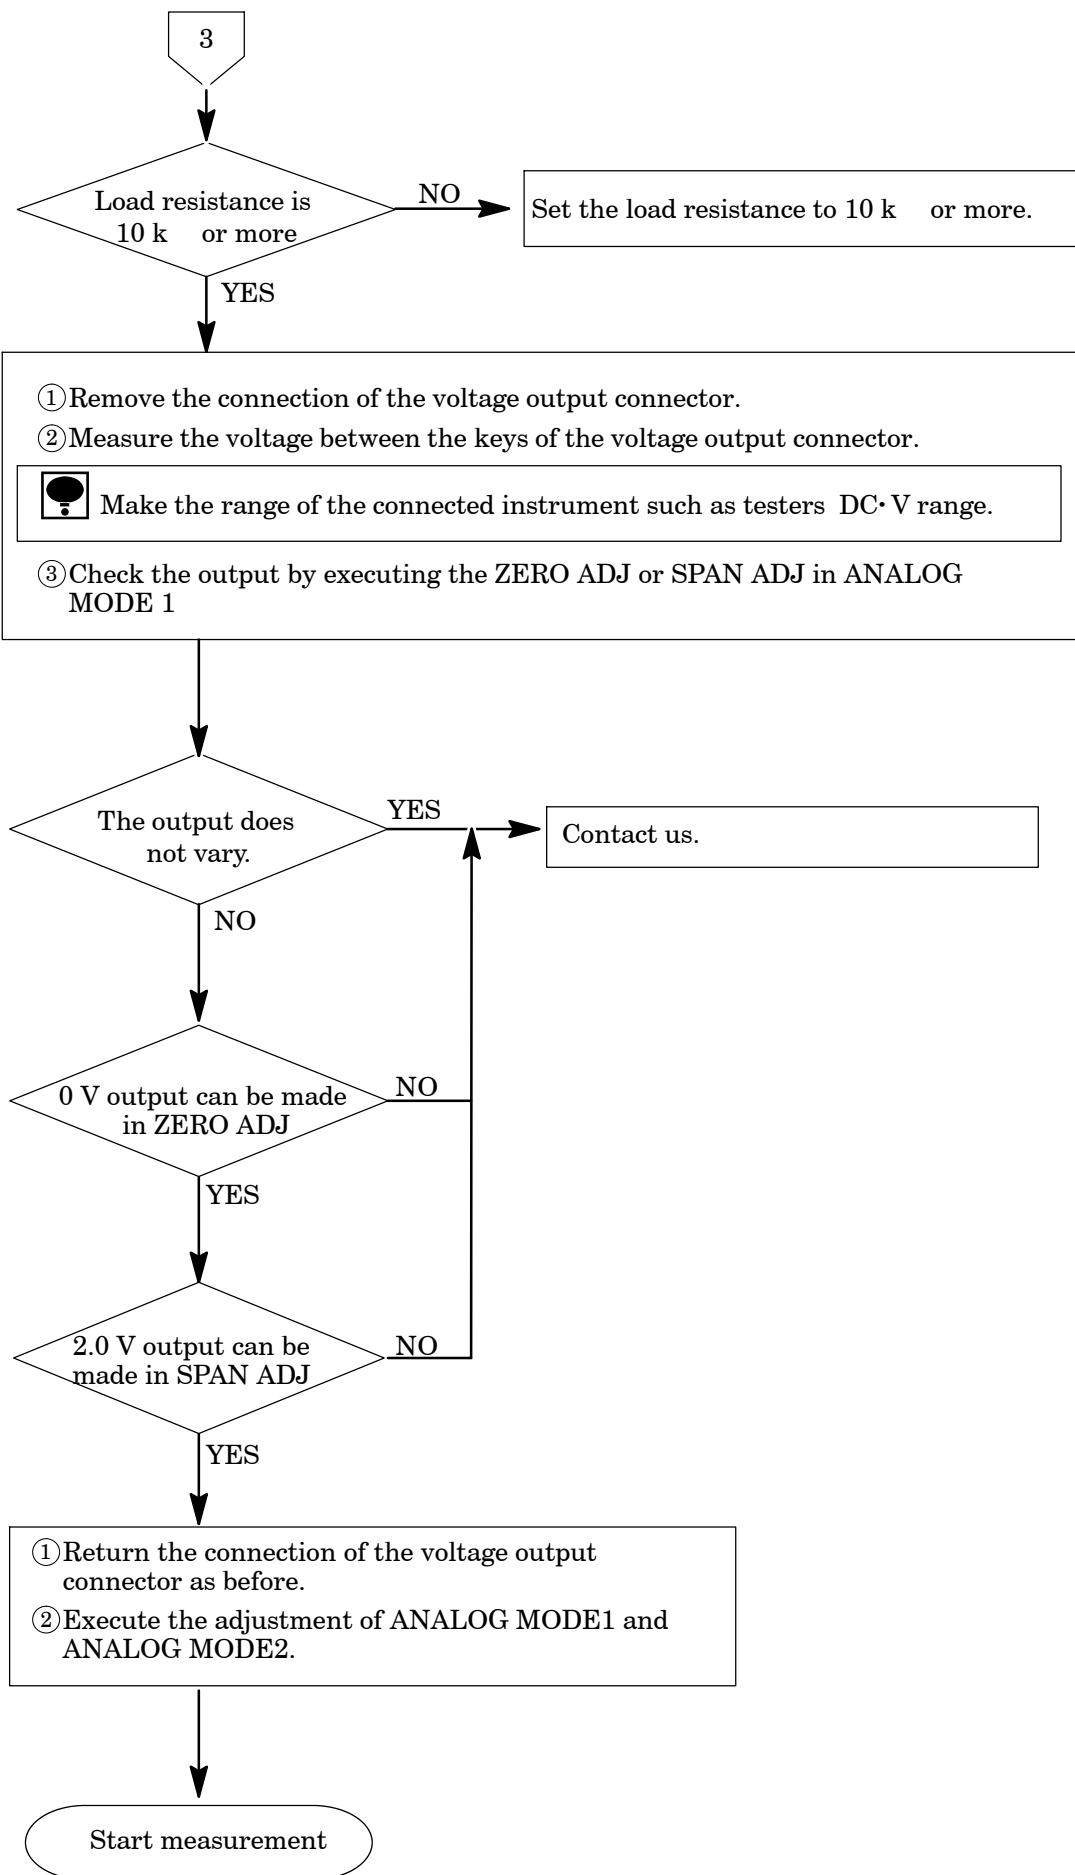 3
Load resistance is
10 k or more
NO
Set the load resistance to 10 k or more.
YES
①Remove the connection of the voltage output connector.
②Measure the voltage between the keys of the voltage output connector.
Make the range of the connected instrument such as testers DC·V range.
③Check the output by executing the ZERO ADJ or SPAN ADJ in ANALOG
MODE 1
The output does
not vary.
YES
Contact us.
NO
0 V output can be made
in ZERO ADJ
NO
YES
2.0 V output can be
made in SPAN ADJ
NO
YES
①Return the connection of the voltage output
connector as before.
②Execute the adjustment of ANALOG MODE1 and
ANALOG MODE2.
Start measurement